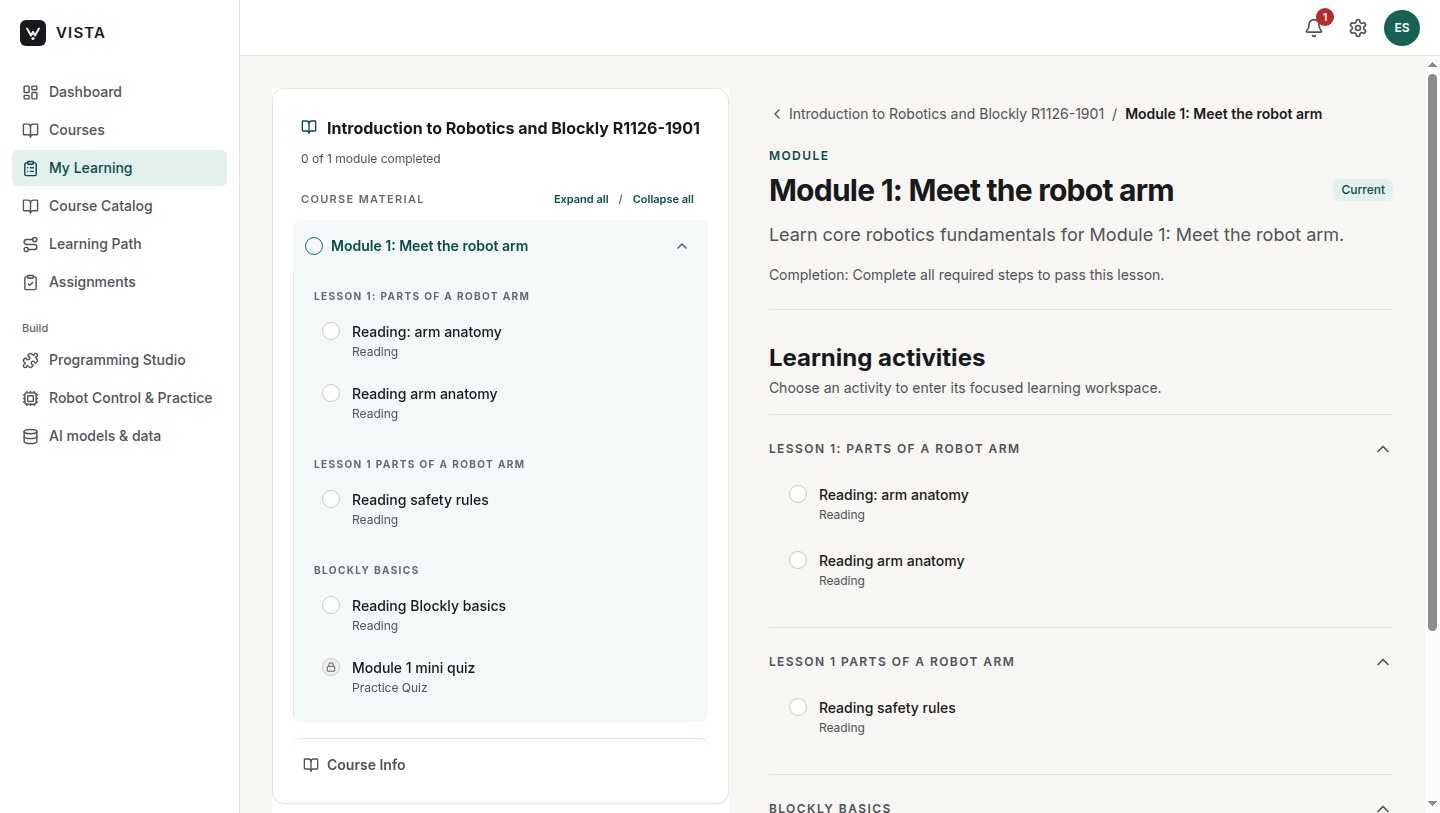 VISTA
Dashboard
Courses
My Learning
Course Catalog
Learning Path
Assignments
Build
Programming Studio
Robot Control & Practice
AI models & data
1
ES
Introduction to Robotics and Blockly R1126-1901
0 of 1 module completed
COURSE MATERIAL
Expand all / Collapse all
Module 1: Meet the robot arm
LESSON 1: PARTS OF A ROBOT ARM
Reading: arm anatomy
Reading
Reading arm anatomy
Reading
LESSON 1 PARTS OF A ROBOT ARM
Reading safety rules
Reading
BLOCKLY BASICS
Reading Blockly basics
Reading
Module 1 mini quiz
Practice Quiz
Course Info
Introduction to Robotics and Blockly R1126-1901 / Module 1: Meet the robot arm
MODULE
Module 1: Meet the robot arm
Current
Learn core robotics fundamentals for Module 1: Meet the robot arm.
Completion: Complete all required steps to pass this lesson.
Learning activities
Choose an activity to enter its focused learning workspace.
LESSON 1: PARTS OF A ROBOT ARM
Reading: arm anatomy
Reading
Reading arm anatomy
Reading
LESSON 1 PARTS OF A ROBOT ARM
Reading safety rules
Reading
BLOCKLY BASICS